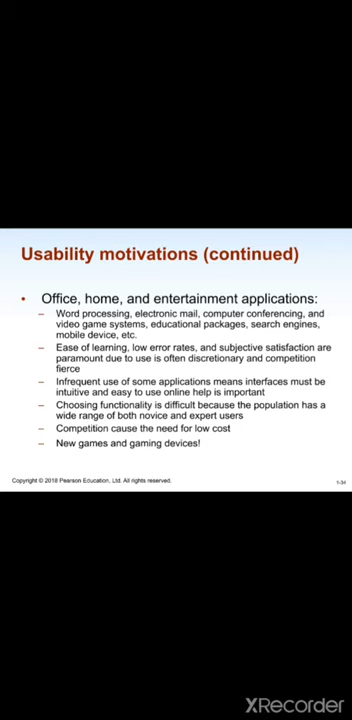 Usability motivations (continued)
• Office, home, and entertainment applications:
– Word processing, electronic mail, computer conferencing, and
video game systems, educational packages, search engines,
mobile device, etc.
– Ease of learning, low error rates, and subjective satisfaction are
paramount due to use is often discretionary and competition
fierce
– Infrequent use of some applications means interfaces must be
intuitive and easy to use online help is important
– Choosing functionality is difficult because the population has a
wide range of both novice and expert users
– Competition cause the need for low cost
– New games and gaming devices!
Copyright © 2018 Pearson Education, Ltd. All rights reserved.
1-34
XRecorder